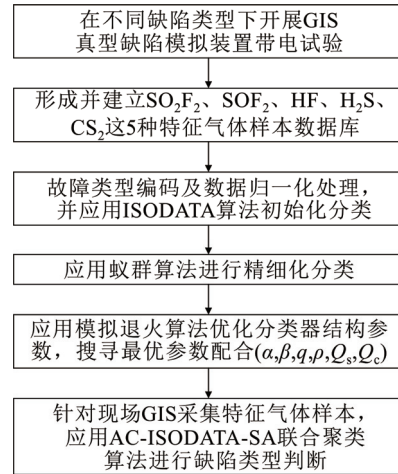 在不同缺陷类型下开展GIS
真型缺陷模拟装置带电试验
形成并建立SO₂F₂、SOF₂、HF、H₂S、
CS₂这5种特征气体样本数据库
故障类型编码及数据归一化处理，
并应用ISODATA算法初始化分类
应用蚁群算法进行精细化分类
应用模拟退火算法优化分类器结构参
数，搜寻最优参数配合(α,β,q,ρ,Qₛ,Q_c)
针对现场GIS采集特征气体样本，
应用AC-ISODATA-SA联合聚类
算法进行缺陷类型判断